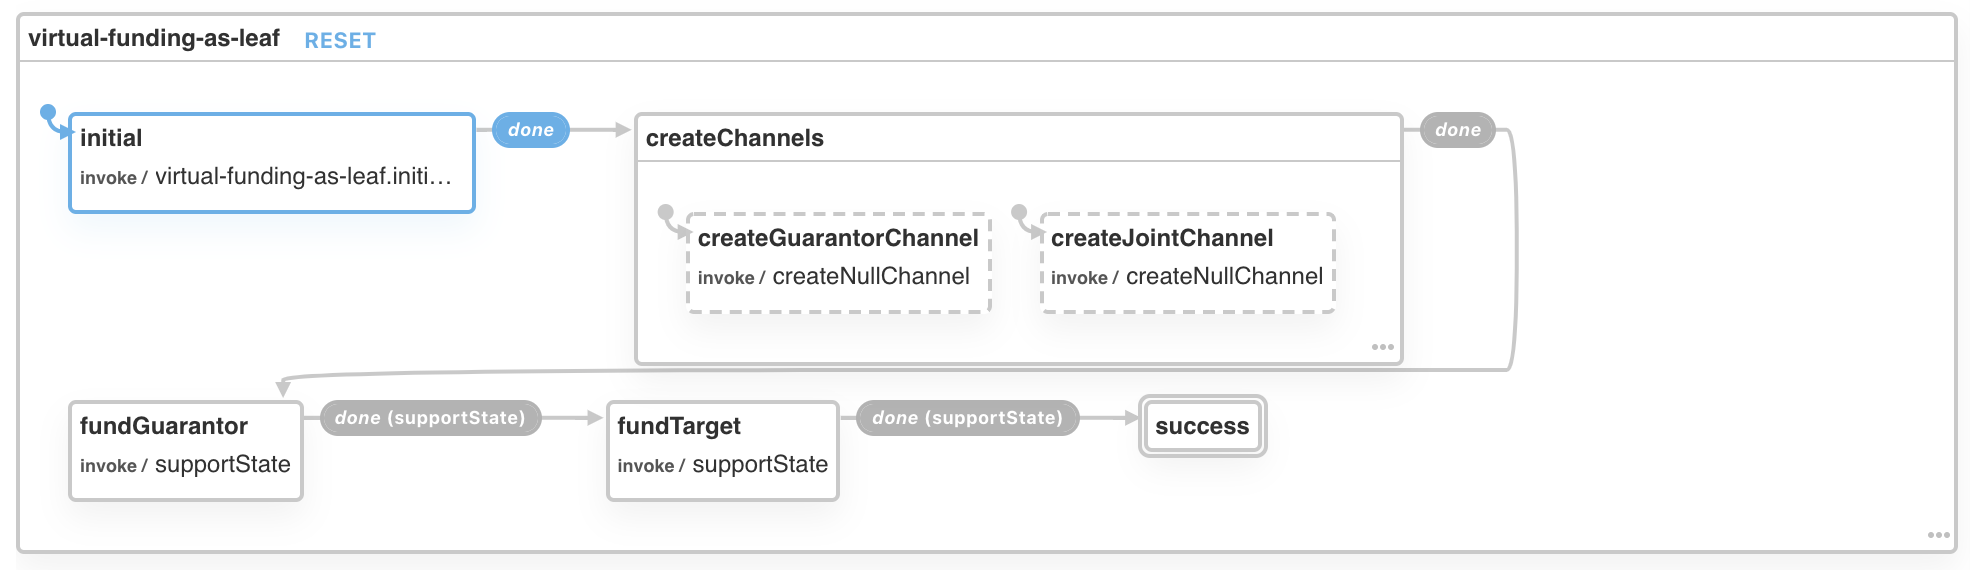 virtual-funding-as-leaf RESET
initial
invoke / virtual-funding-as-leaf.initi…
done
createChannels
done
createGuarantorChannel
invoke / createNullChannel
createJointChannel
invoke / createNullChannel
fundGuarantor
invoke / supportState
done (supportState)
fundTarget
invoke / supportState
done (supportState)
success